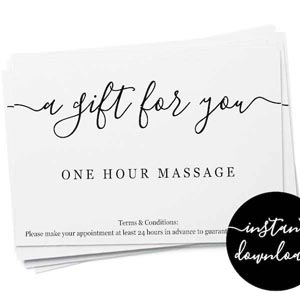 a gift for you
ONE HOUR MASSAGE
Terms & Conditions:
Please make your appointment at least 24 hours in advance to
instant
download